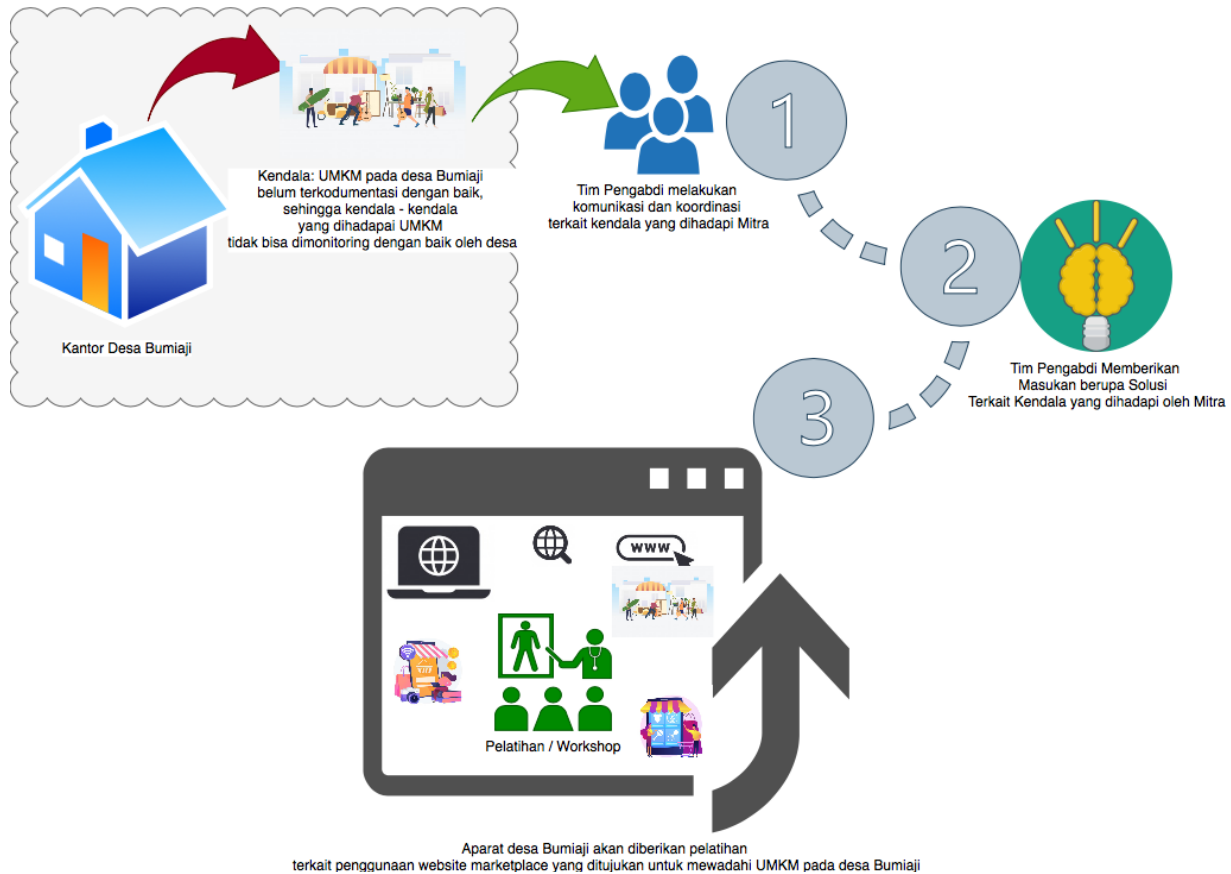 Kendala: UMKM pada desa Bumiaji
belum terkodumentasi dengan baik,
sehingga kendala - kendala
yang dihadapai UMKM
tidak bisa dimonitoring dengan baik oleh desa
Kantor Desa Bumiaji
Tim Pengabdi melakukan
komunikasi dan koordinasi
terkait kendala yang dihadapi Mitra
1
2
Tim Pengabdi Memberikan
Masukan berupa Solusi
Terkait Kendala yang dihadapi oleh Mitra
3
www
Pelatihan / Workshop
Aparat desa Bumiaji akan diberikan pelatihan
terkait penggunaan website marketplace yang ditujukan untuk mewadahi UMKM pada desa Bumiaji